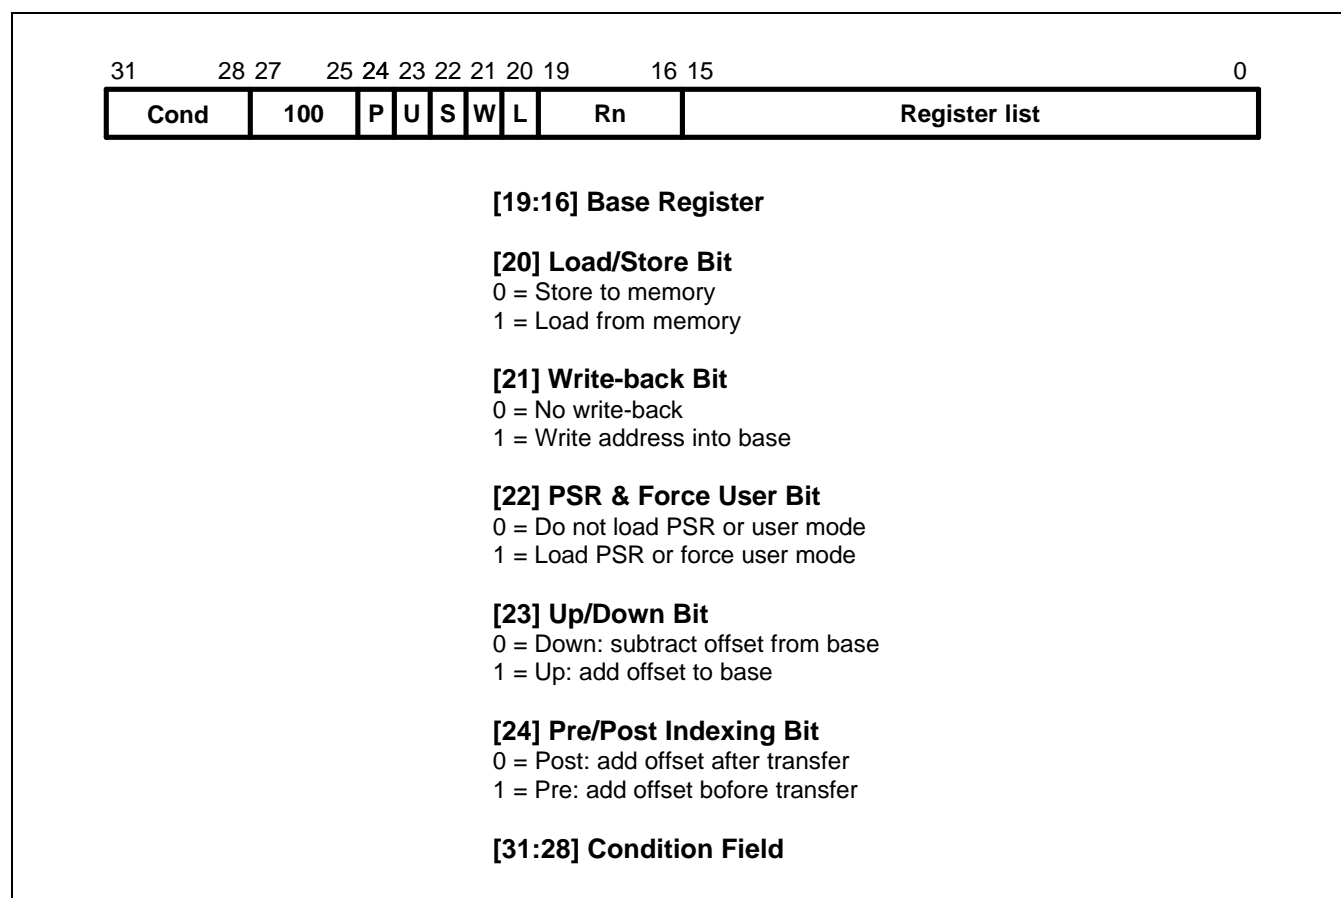 31 28 27 25 24 23 22 21 20 19 16 15 0
Cond 100 P U S W L Rn Register list
[19:16] Base Register
[20] Load/Store Bit
0 = Store to memory
1 = Load from memory
[21] Write-back Bit
0 = No write-back
1 = Write address into base
[22] PSR & Force User Bit
0 = Do not load PSR or user mode
1 = Load PSR or force user mode
[23] Up/Down Bit
0 = Down: subtract offset from base
1 = Up: add offset to base
[24] Pre/Post Indexing Bit
0 = Post: add offset after transfer
1 = Pre: add offset bofore transfer
[31:28] Condition Field